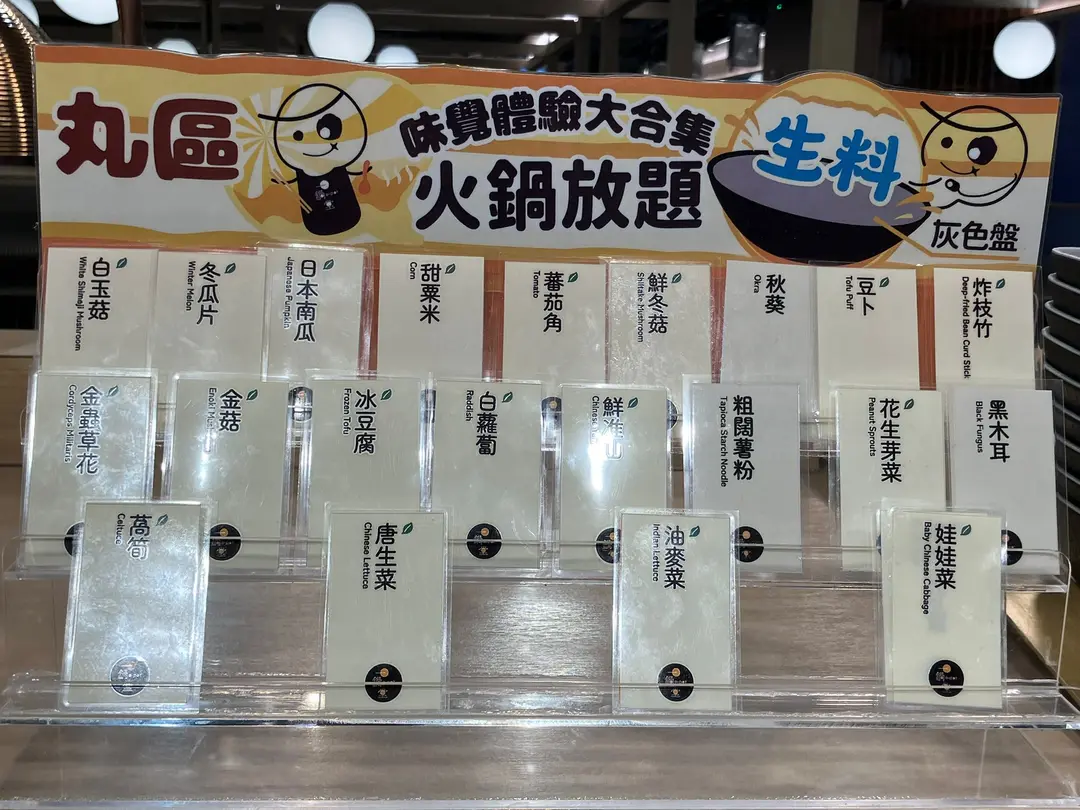 丸區
味覺體驗大合集
火鍋放題
生料
灰色盤
白玉菇
White Shimeji Mushroom
冬瓜片
Winter Melon
日本南瓜
Japanese Pumpkin
甜粟米
Corn
蕃茄角
Tomato
鮮冬菇
Shiitake Mushroom
秋葵
Okra
豆卜
Tofu Puff
炸枝竹
Deep-fried Bean Curd Stick
金蟲草花
Cordyceps Militaris
金菇
Enoki
冰豆腐
Frozen Tofu
白蘿蔔
Raddish
鮮淮山
Chinese
粗闊薯粉
Tapioca Starch Noodle
花生芽菜
Peanut Sprouts
黑木耳
Black Fungus
萵筍
Celtuce
唐生菜
Chinese Lettuce
油麥菜
Indian Lettuce
娃娃菜
Baby Chinese Cabbage